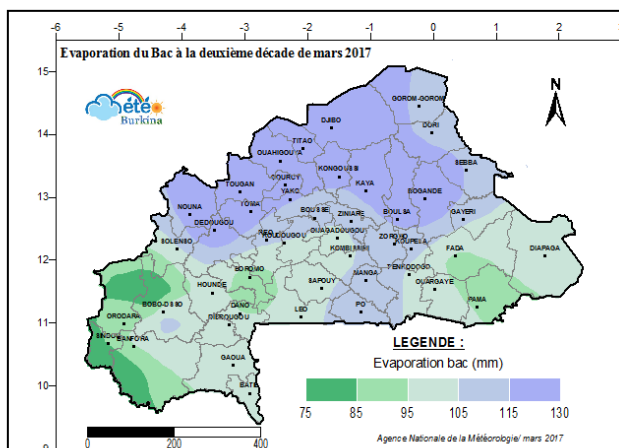 -6 -5 -4 -3 -2 -1 0 1 2
Evaporation du Bac à la deuxième décade de mars 2017
15
N
été
Burkina
GOROM-GOROM
DJIBO
DORI
14
TITAO
OUAHIGOUYA
KONGOUSSI
SEBBA
GOURCY
TOUGAN
YAKO
KAYA
BOGANDE
13
NOUNA
TOMA
BOUSSE
ZINIARE
BOULSA
GAYERI
DEDOUGOU
REO
KOUDOUGOU
OUAGADOUGOU
ZORGHO
KOUPELA
SOLENSO
KOMBISSIRI
FADA
DIAPAGA
12
BOROMO
TENKODOGO
HOUNDE
SAPOUY
MANGA
OUARGAYE
BOBO-DSSO
DANO
PAMA
ORODARA
DIEBOUGOU
LEO
PO
11
SINDOU
BANFORA
LEGENDE :
GAOUA
Evaporation bac (mm)
10
BATIE
75 85 95 105 115 130
9
0 200 400
Agence Nationale de la Météorologie/ mars 2017